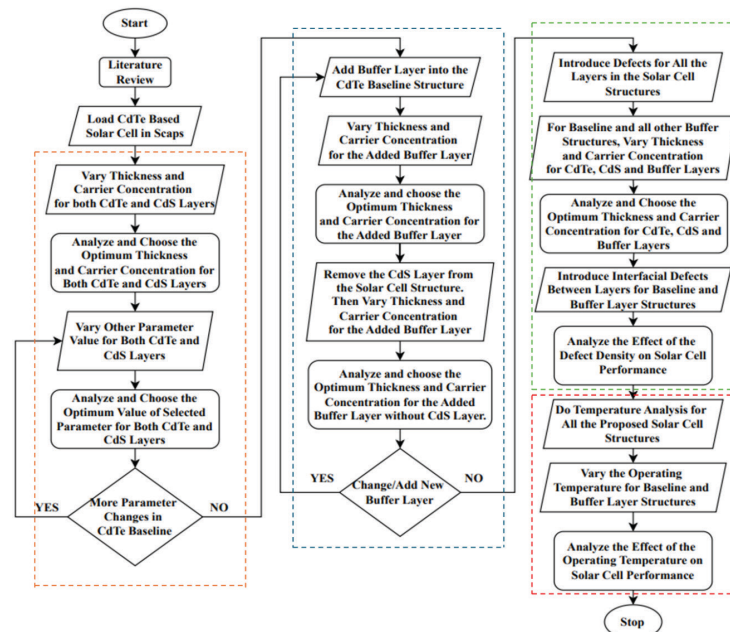 Start
Literature
Review
Load CdTe Based
Solar Cell in Scaps
Vary Thickness and
Carrier Concentration
for both CdTe and CdS Layers
Analyze and Choose the
Optimum Thickness
and Carrier Concentration for
Both CdTe and CdS Layers
Vary Other Parameter
Value for Both CdTe and
CdS Layers
Analyze and Choose the
Optimum Value of Selected
Parameter for Both CdTe and
CdS Layers
YES
More Parameter
Changes in
CdTe Baseline
NO
Add Buffer Layer into the
CdTe Baseline Structure
Vary Thickness and
Carrier Concentration
for the Added Buffer Layer
Analyze and choose the
Optimum Thickness
and Carrier Concentration for
the Added Buffer Layer
Remove the CdS Layer from
the Solar Cell Structure.
Then Vary Thickness and
Carrier Concentration
for the Added Buffer Layer
Analyze and choose the
Optimum Thickness and Carrier
Concentration for the Added
Buffer Layer without CdS Layer.
YES
Change/Add New
Buffer Layer
NO
Introduce Defects for All the
Layers in the Solar Cell
Structures
For Baseline and all other Buffer
Structures, Vary Thickness
and Carrier Concentration
for CdTe, CdS and Buffer Layers
Analyze and Choose the
Optimum Thickness and Carrier
Concentration for CdTe, CdS and
Buffer Layers
Introduce Interfacial Defects
Between Layers for Baseline and
Buffer Layer Structures
Analyze the Effect of the
Defect Density on Solar Cell
Performance
Do Temperature Analysis for
All the Proposed Solar Cell
Structures
Vary the Operating
Temperature for Baseline and
Buffer Layer Structures
Analyze the Effect of the
Operating Temperature on
Solar Cell Performance
Stop